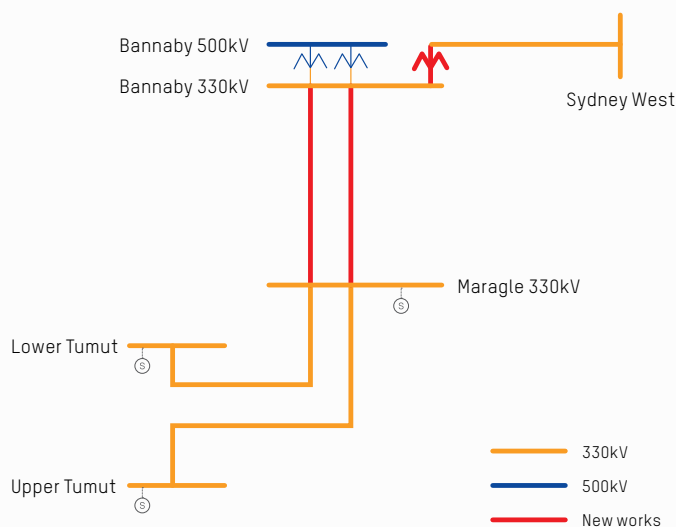 Bannaby 500kV
Bannaby 330kV
Sydney West
Maragle 330kV
S
Lower Tumut
S
Upper Tumut
S
330kV
500kV
New works